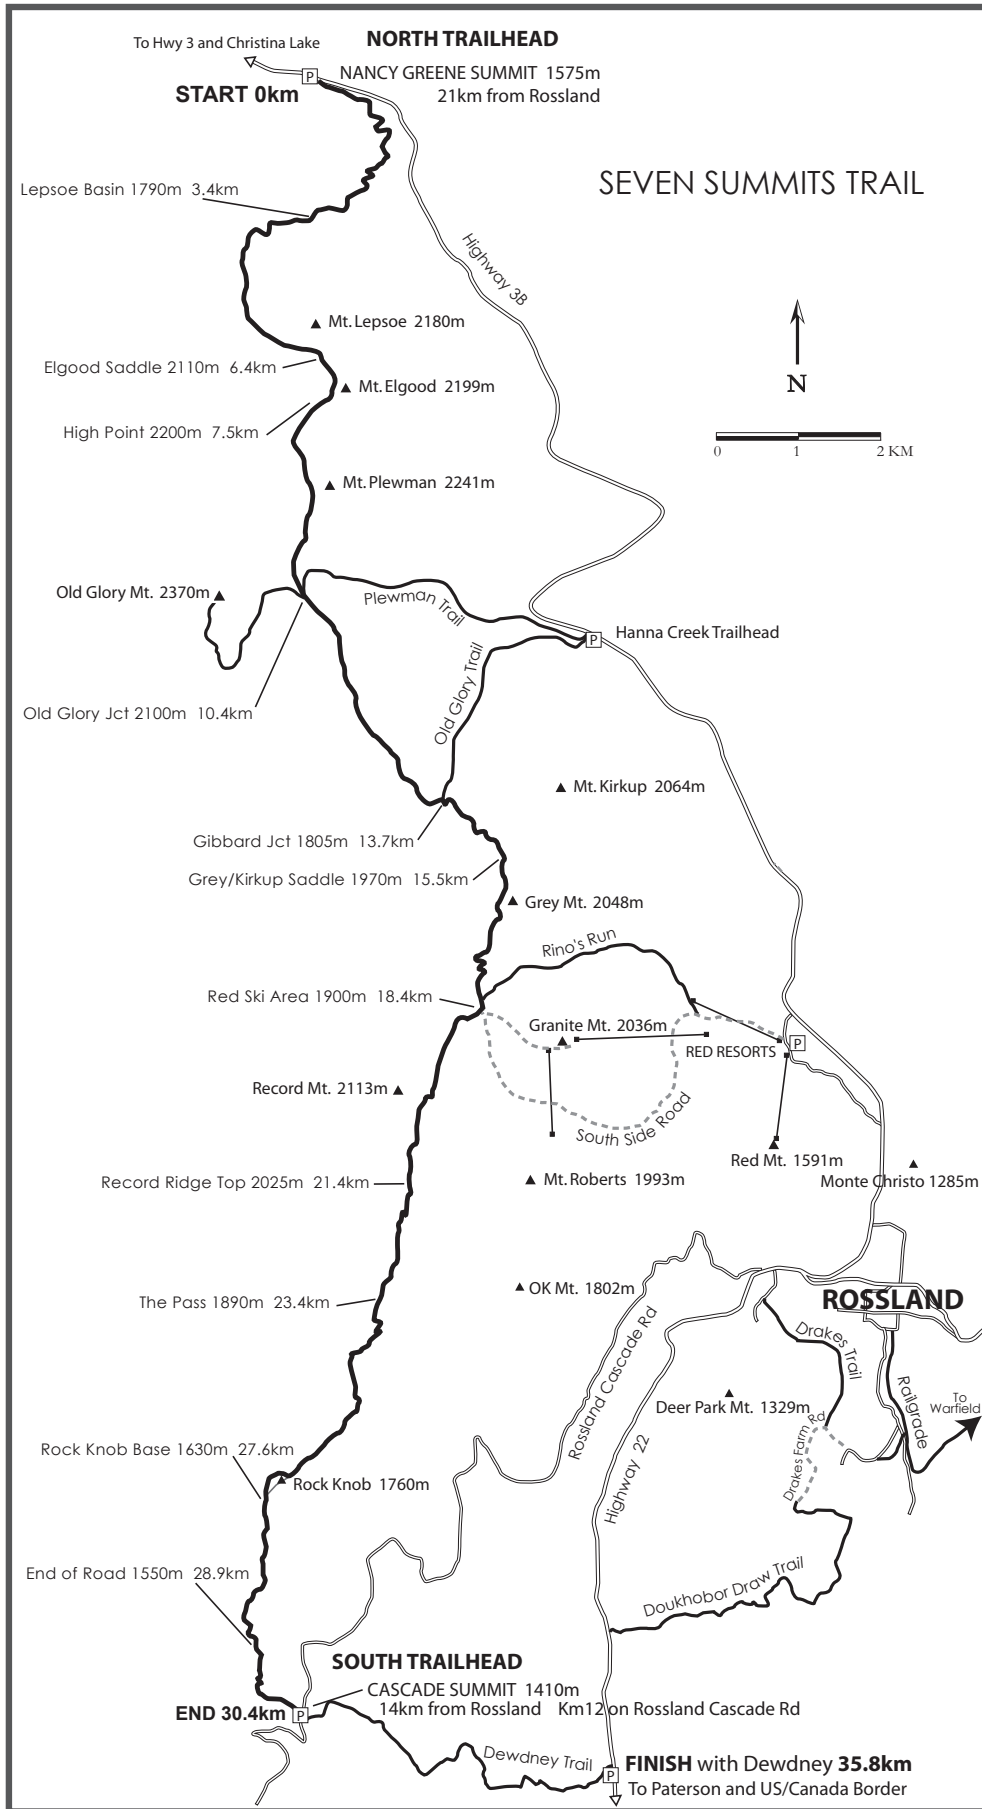 To Hwy 3 and Christina Lake
NORTH TRAILHEAD
P
NANCY GREENE SUMMIT 1575m
START 0km
21km from Rossland
SEVEN SUMMITS TRAIL
Lepsoe Basin 1790m 3.4km
Highway 3B
Mt. Lepsoe 2180m
Elgood Saddle 2110m 6.4km
Mt. Elgood 2199m
N
High Point 2200m 7.5km
0 1 2 KM
Mt. Plewman 2241m
Old Glory Mt. 2370m
Plewman Trail
P
Hanna Creek Trailhead
Old Glory Trail
Old Glory Jct 2100m 10.4km
Mt. Kirkup 2064m
Gibbard Jct 1805m 13.7km
Grey/Kirkup Saddle 1970m 15.5km
Grey Mt. 2048m
Rino's Run
Red Ski Area 1900m 18.4km
Granite Mt. 2036m
RED RESORTS
P
Record Mt. 2113m
South Side Road
Red Mt. 1591m
Monte Christo 1285m
Record Ridge Top 2025m 21.4km
Mt. Roberts 1993m
OK Mt. 1802m
The Pass 1890m 23.4km
ROSSLAND
Drakes Trail
Rossland Cascade Rd
Railgrade
To
Warfield
Deer Park Mt. 1329m
Drakes Farm Rd
Rock Knob Base 1630m 27.6km
Rock Knob 1760m
Highway 22
End of Road 1550m 28.9km
Doukhobor Draw Trail
SOUTH TRAILHEAD
CASCADE SUMMIT 1410m
END 30.4km
P
14km from Rossland Km12 on Rossland Cascade Rd
Dewdney Trail
P
FINISH with Dewdney 35.8km
To Paterson and US/Canada Border